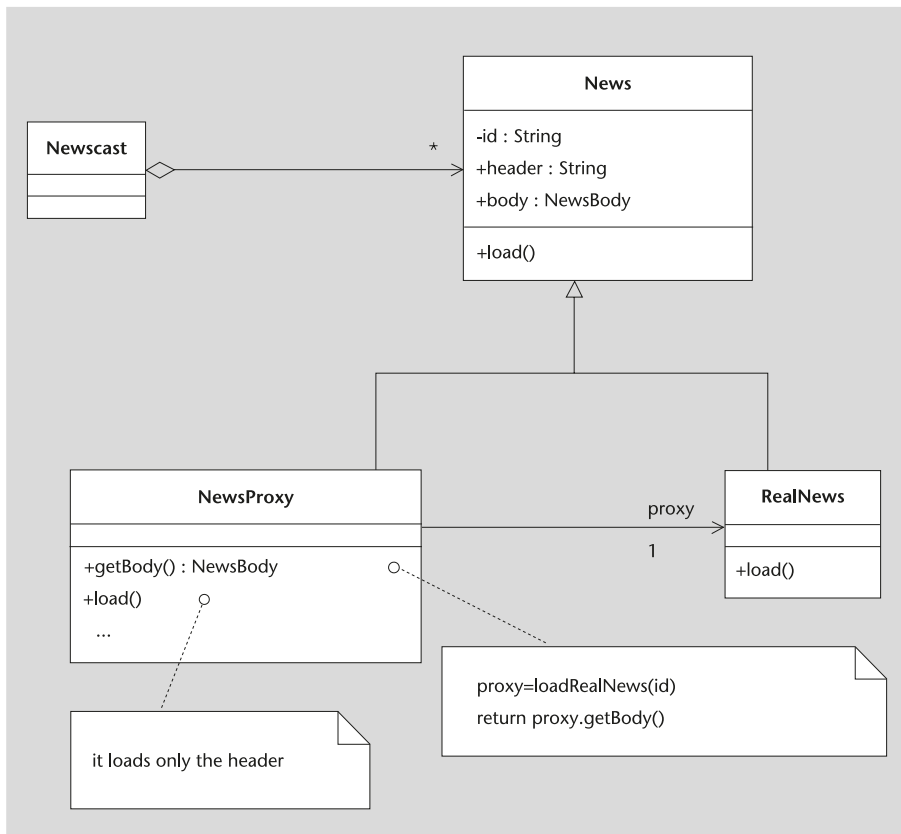 News
-id : String
+header : String
+body : NewsBody
+load()
Newscast
*
NewsProxy
+getBody() : NewsBody
+load()
...
proxy
1
RealNews
+load()
proxy=loadRealNews(id)
return proxy.getBody()
it loads only the header